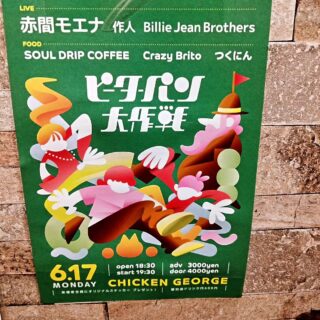 LIVE
赤間モエナ 作人 Billie Jean Brothers
FOOD
SOUL DRIP COFFEE Crazy Brito つくにん
ピーターパン
大作戦
6.17
MONDAY
open 18:30
start 19:30
adv 3000yen
door 4000yen
CHICKEN GEORGE